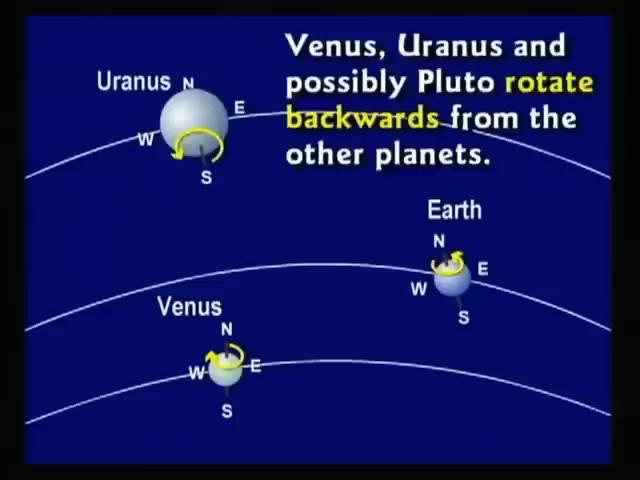 Venus, Uranus and
possibly Pluto rotate
backwards from the
other planets.
Uranus
N
E
W
S
Earth
N
E
W
S
Venus
N
W
E
S